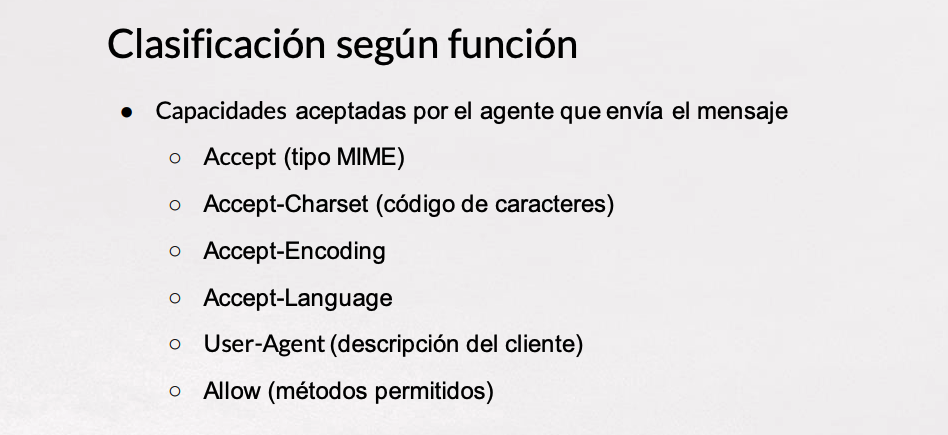 Clasificación según función
● Capacidades aceptadas por el agente que envía el mensaje
○ Accept (tipo MIME)
○ Accept-Charset (código de caracteres)
○ Accept-Encoding
○ Accept-Language
○ User-Agent (descripción del cliente)
○ Allow (métodos permitidos)